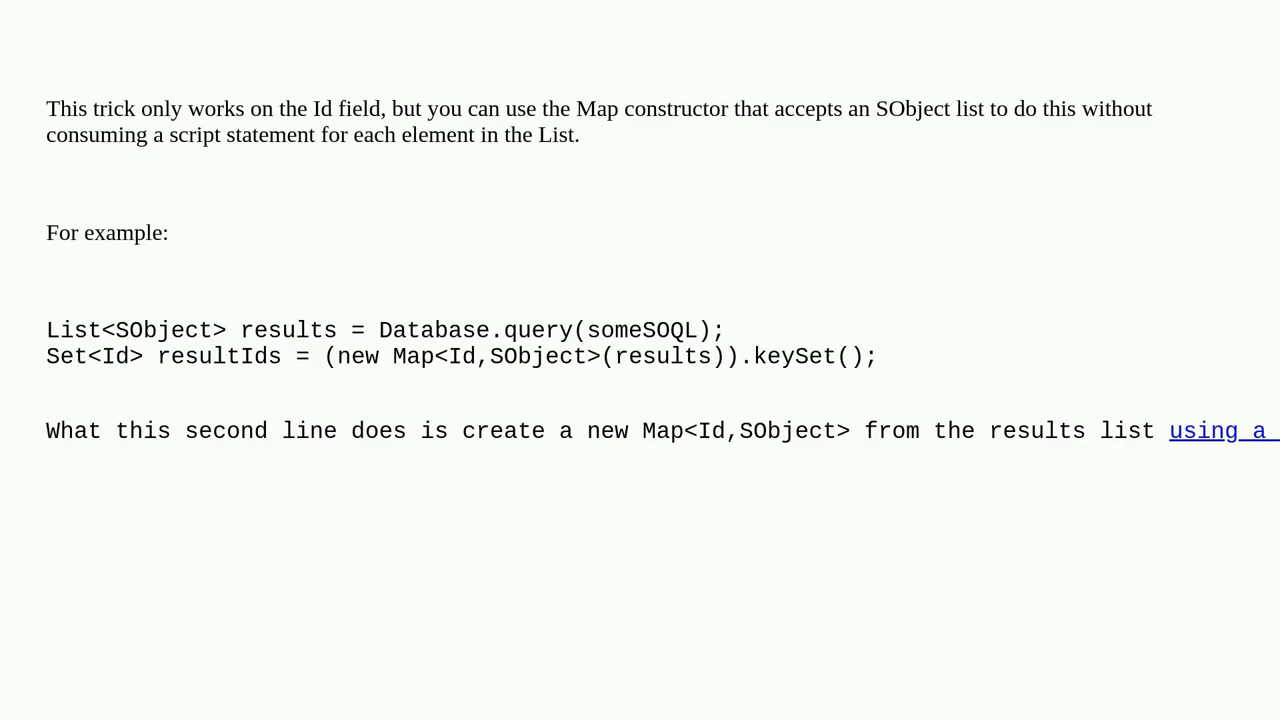 This trick only works on the Id field, but you can use the Map constructor that accepts an SObject list to do this without
consuming a script statement for each element in the List.
For example:
List<SObject> results = Database.query(someSOQL);
Set<Id> resultIds = (new Map<Id,SObject>(results)).keySet();
What this second line does is create a new Map<Id,SObject> from the results list using a